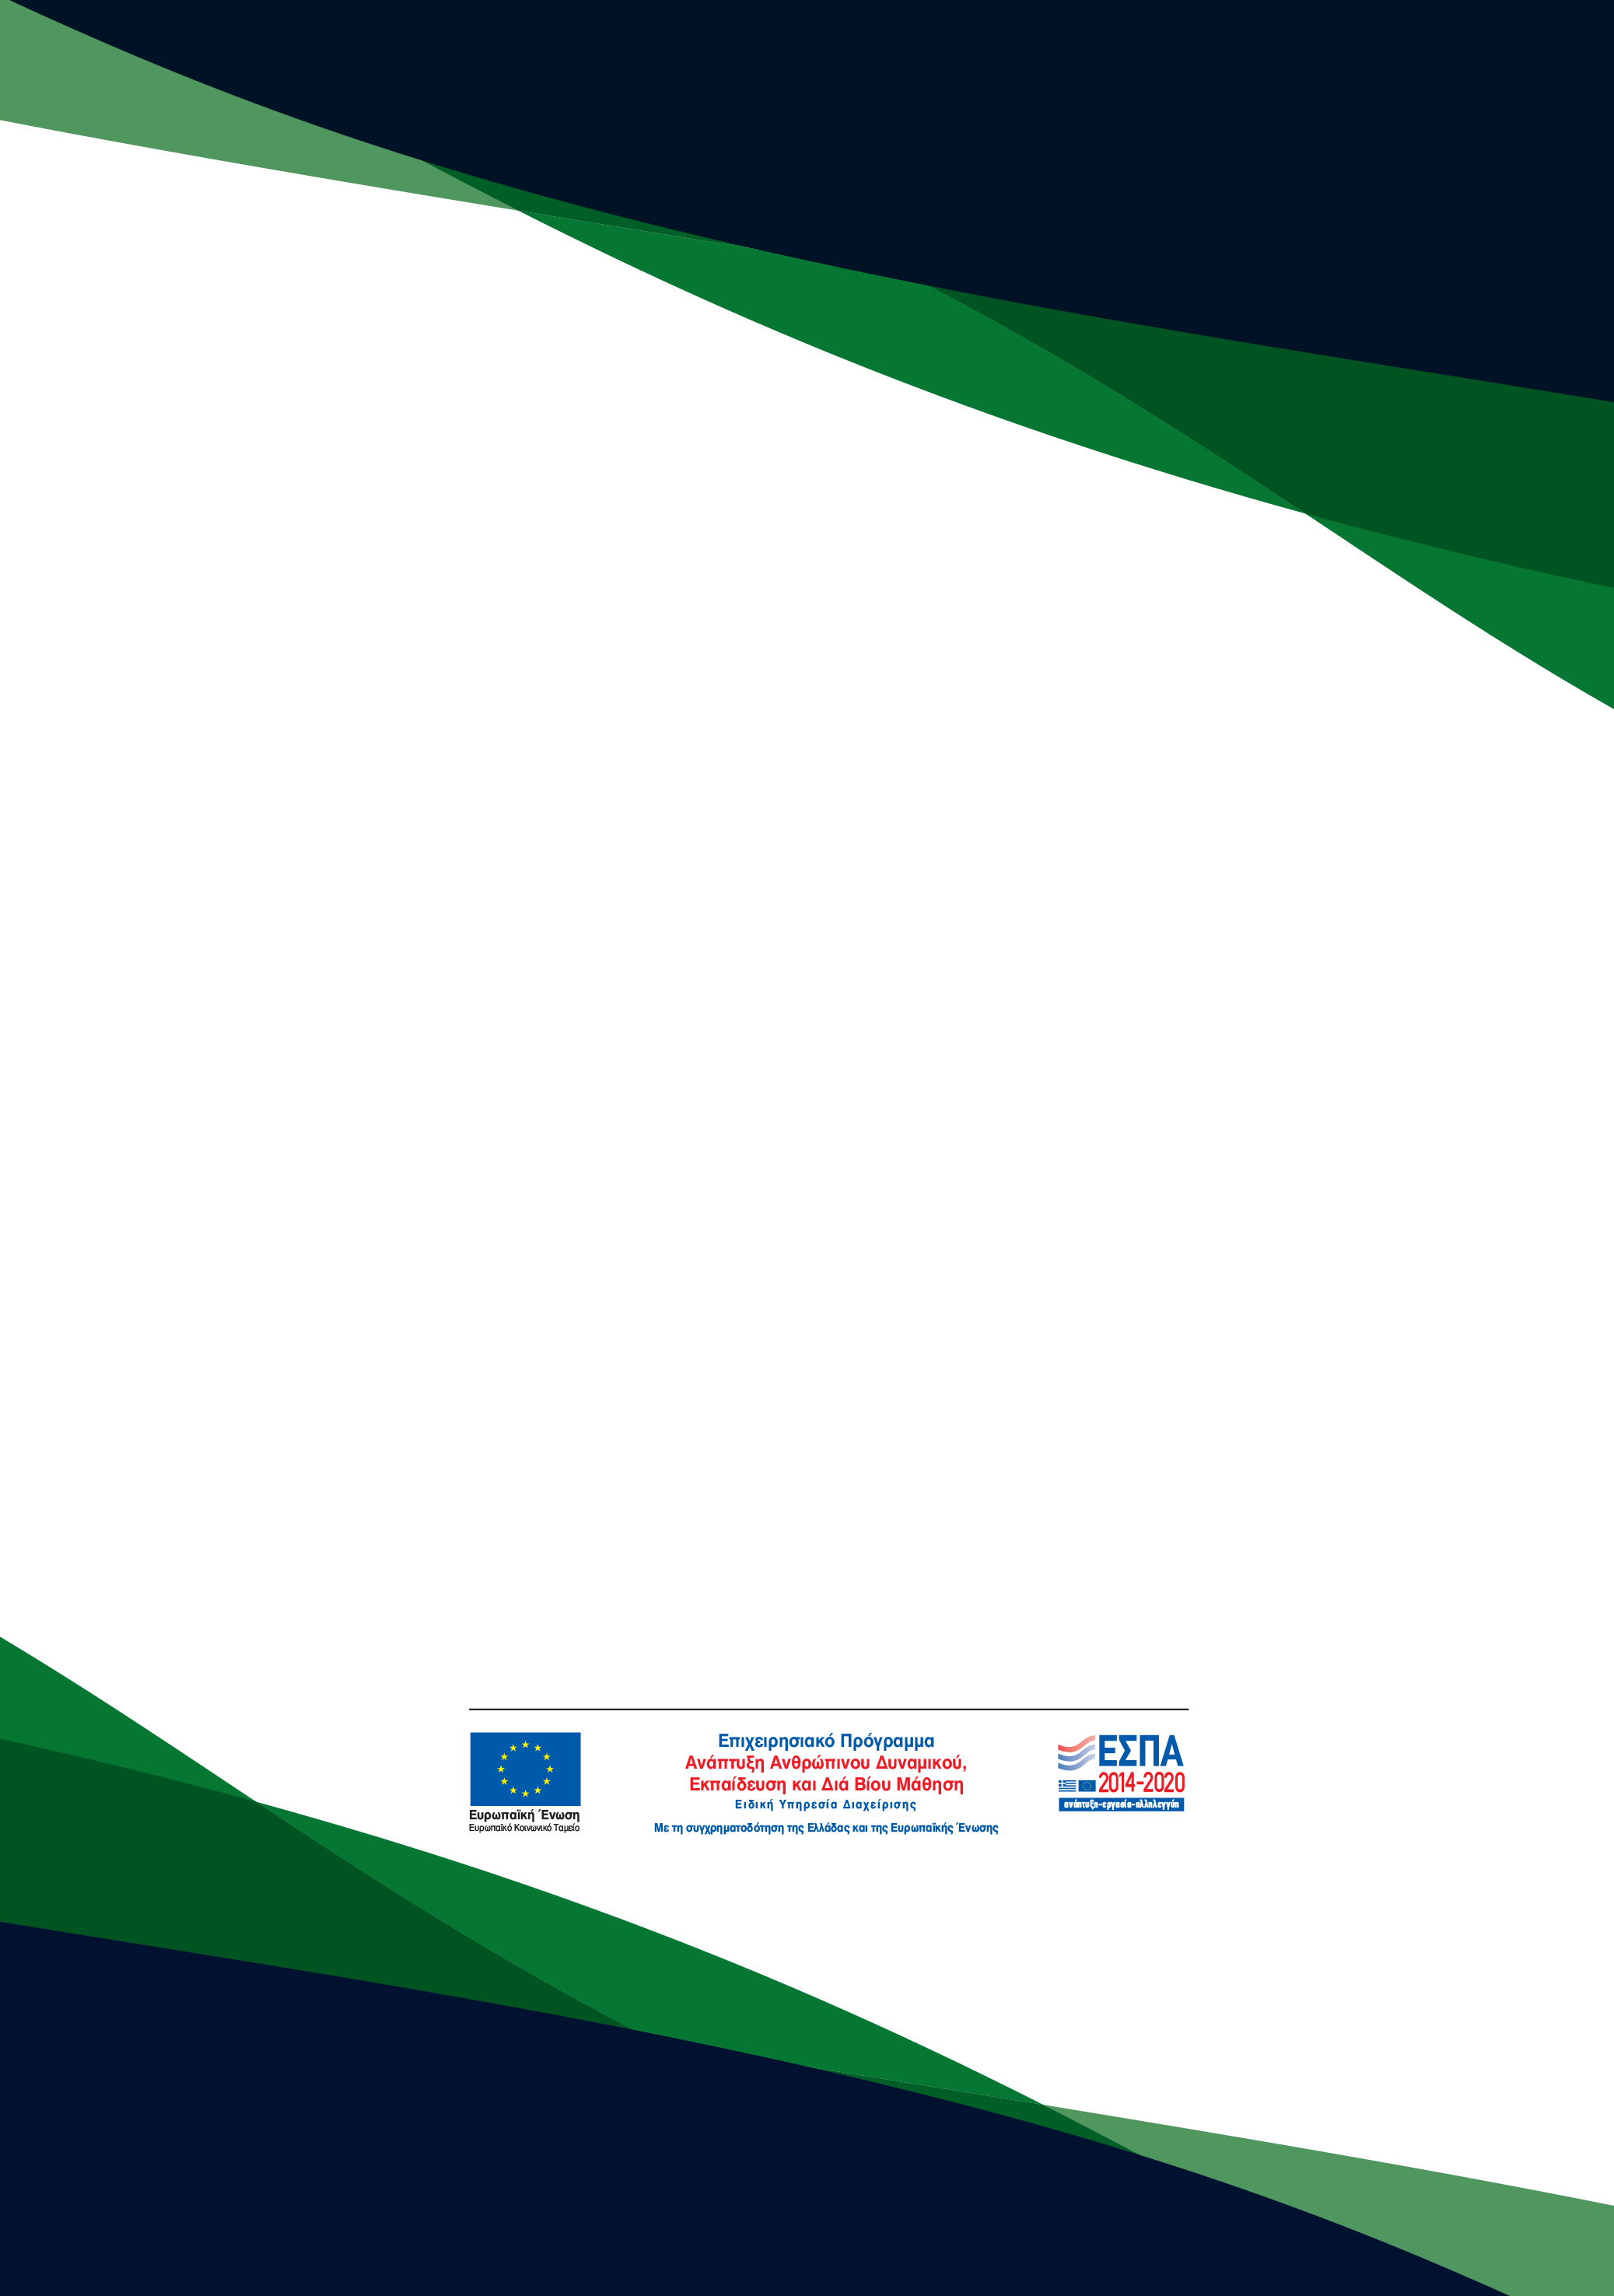 Ευρωπαϊκή Ένωση
Ευρωπαϊκό Κοινωνικό Ταμείο
Επιχειρησιακό Πρόγραμμα
Ανάπτυξη Ανθρώπινου Δυναμικού,
Εκπαίδευση και Διά Βίου Μάθηση
Ειδική Υπηρεσία Διαχείρισης
Με τη συγχρηματοδότηση της Ελλάδας και της Ευρωπαϊκής Ένωσης
ΕΣΠΑ
2014-2020
ανάπτυξη-εργασία-αλληλεγγύη